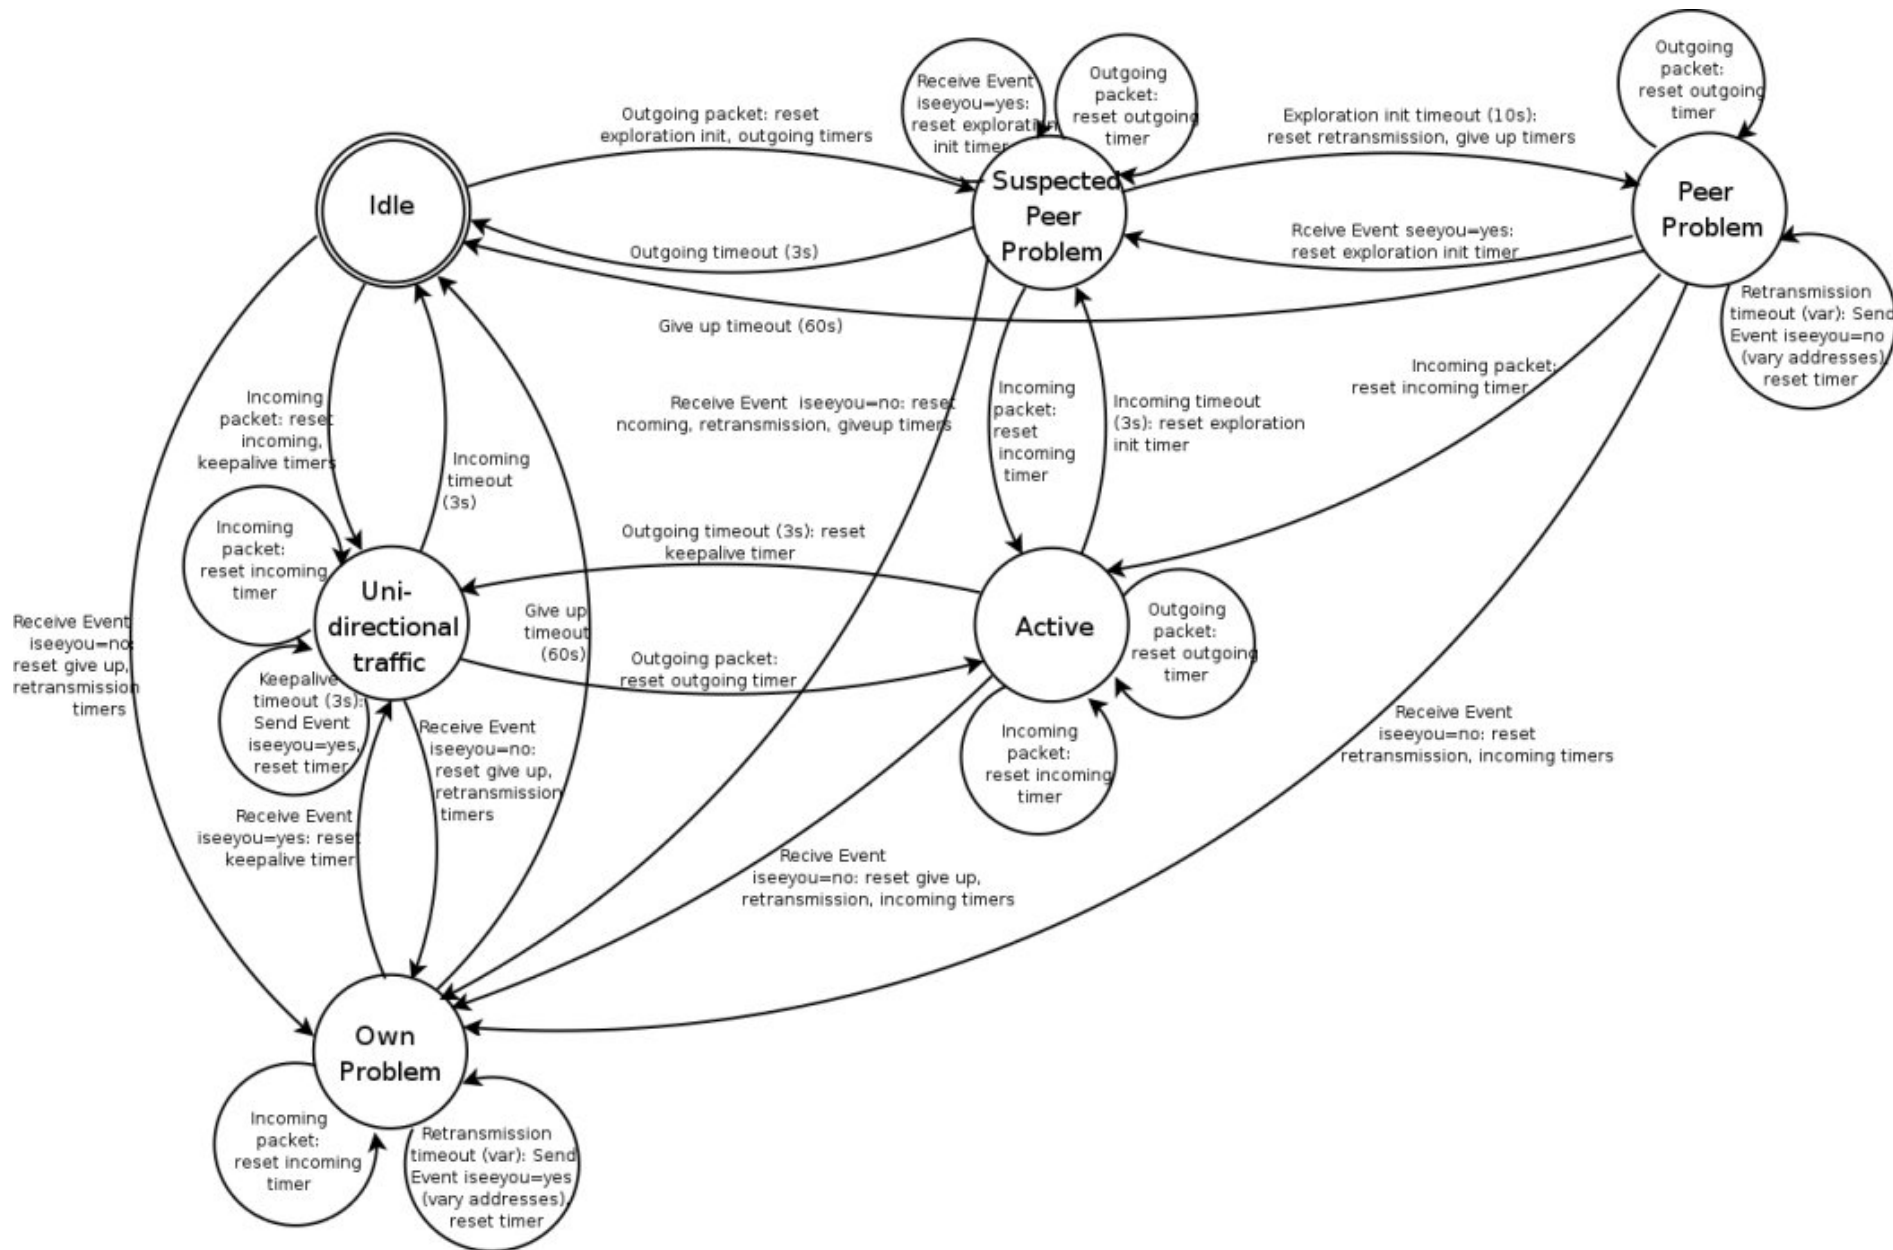 Outgoing packet: reset
exploration init, outgoing timers
Receive Event
iseeyou=yes:
reset exploration
init timer
Outgoing
packet:
reset outgoing
timer
Exploration init timeout (10s):
reset retransmission, give up timers
Outgoing
packet:
reset outgoing
timer
Idle
Suspected
Peer
Problem
Peer
Problem
Outgoing timeout (3s)
Rceive Event seeyou=yes:
reset exploration init timer
Give up timeout (60s)
Retransmission
timeout (var): Send
Event iseeyou=no
(vary addresses),
reset timer
Incoming packet:
reset incoming timer
Incoming
packet: reset
incoming,
keepalive timers
Incoming
timeout
(3s)
Receive Event iseeyou=no: reset
ncoming, retransmission, giveup timers
Incoming
packet:
reset
incoming
timer
Incoming timeout
(3s): reset exploration
init timer
Incoming
packet:
reset incoming
timer
Outgoing timeout (3s): reset
keepalive timer
Uni-
directional
traffic
Give up
timeout
(60s)
Active
Outgoing
packet:
reset outgoing
timer
Receive Event
iseeyou=no:
reset give up,
retransmission
timers
Outgoing packet:
reset outgoing timer
Keepalive
timeout (3s):
Send Event
iseeyou=yes,
reset timer
Receive Event
iseeyou=no:
reset give up,
retransmission
timers
Incoming
packet:
reset incoming
timer
Receive Event
iseeyou=no: reset
retransmission, incoming timers
Receive Event
iseeyou=yes: reset
keepalive timer
Recive Event
iseeyou=no: reset give up,
retransmission, incoming timers
Own
Problem
Incoming
packet:
reset incoming
timer
Retransmission
timeout (var): Send
Event iseeyou=yes
(vary addresses),
reset timer